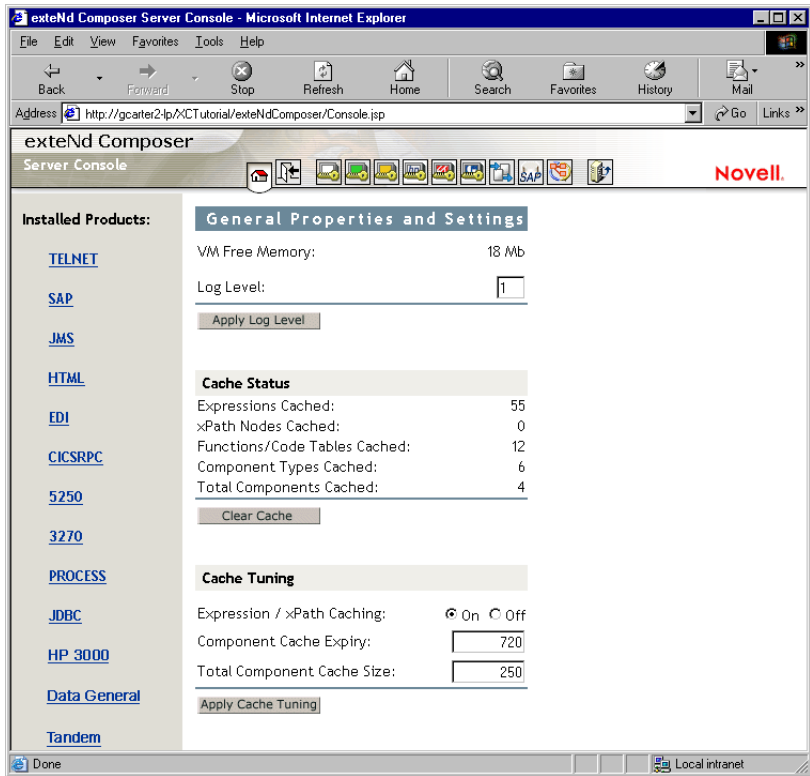 exteNd Composer Server Console - Microsoft Internet Explorer
File Edit View Favorites Tools Help
Back Forward Stop Refresh Home Search Favorites History Mail »
Address http://gcarter2-lp/XCTutorial/exteNdComposer/Console.jsp Go Links »
exteNd Composer
Server Console
SAP
Novell.
Installed Products:
TELNET
SAP
JMS
HTML
EDI
CICSRPC
5250
3270
PROCESS
JDBC
HP 3000
Data General
Tandem
General Properties and Settings
VM Free Memory: 18 Mb
Log Level: 1
Apply Log Level
Cache Status
Expressions Cached: 55
xPath Nodes Cached: 0
Functions/Code Tables Cached: 12
Component Types Cached: 6
Total Components Cached: 4
Clear Cache
Cache Tuning
Expression / xPath Caching: On Off
Component Cache Expiry: 720
Total Component Cache Size: 250
Apply Cache Tuning
Done
Local intranet